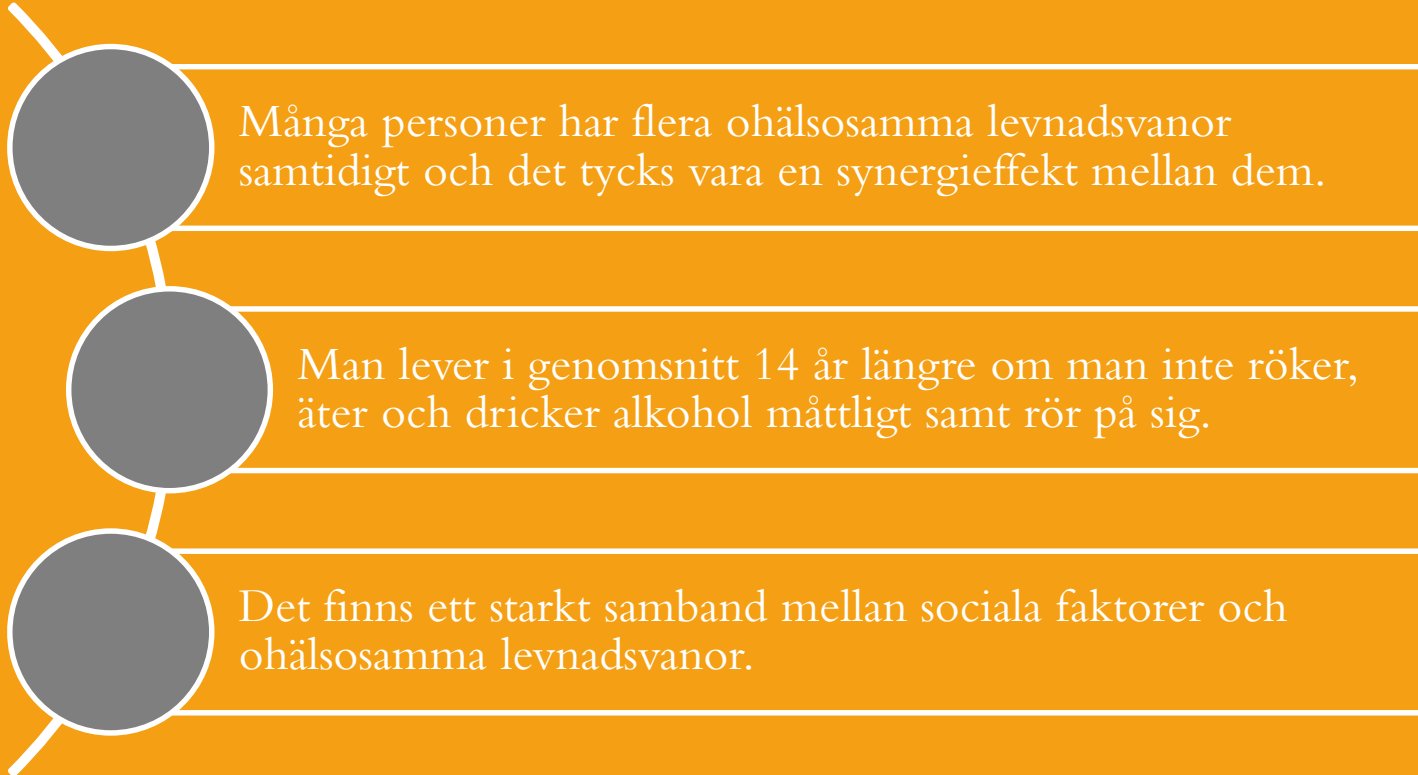 Många personer har flera ohälsosamma levnadsvanor
samtidigt och det tycks vara en synergieffekt mellan dem.
Man lever i genomsnitt 14 år längre om man inte röker,
äter och dricker alkohol måttligt samt rör på sig.
Det finns ett starkt samband mellan sociala faktorer och
ohälsosamma levnadsvanor.